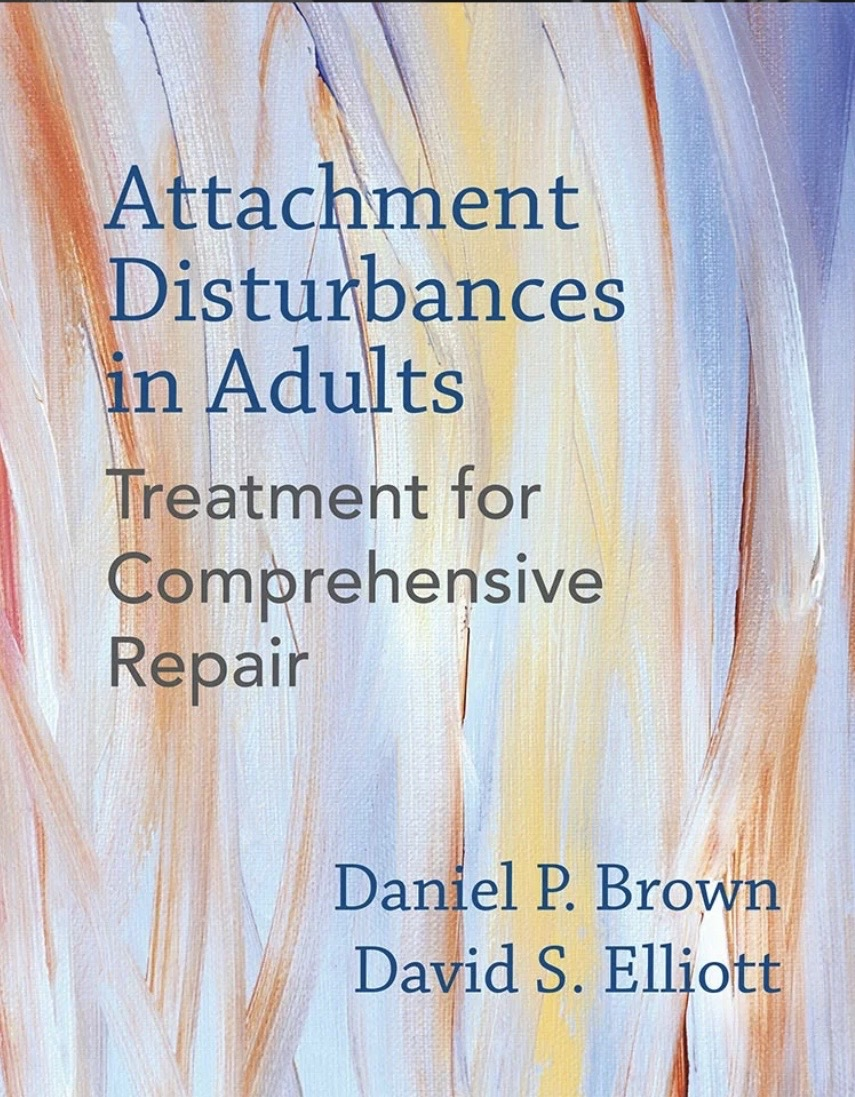 Attachment
Disturbances
in Adults
Treatment for
Comprehensive
Repair
Daniel P. Brown
David S. Elliott